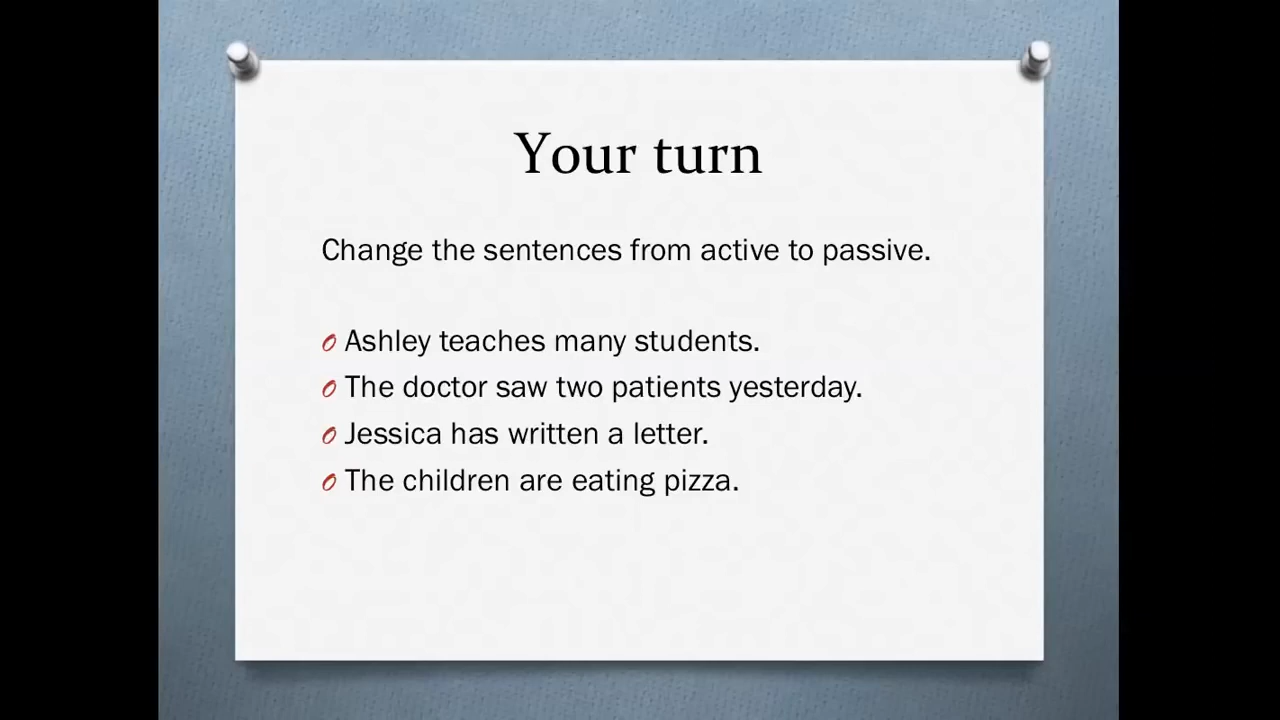 Your turn
Change the sentences from active to passive.
Ashley teaches many students.
The doctor saw two patients yesterday.
Jessica has written a letter.
The children are eating pizza.